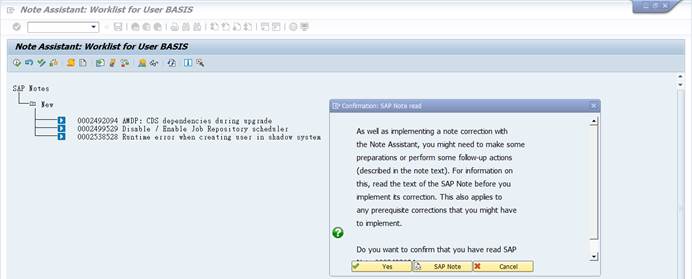 Note Assistant: Worklist for User BASIS
Note Assistant: Worklist for User BASIS
SAP Notes
New
0002492094 AMDP: CDS dependencies during upgrade
0002499529 Disable / Enable Job Repository scheduler
0002538528 Runtime error when creating user in shadow system
Confirmation: SAP Note read
As well as implementing a note correction with
the Note Assistant, you might need to make some
preparations or perform some follow-up actions
(described in the note text). For information on
this, read the text of the SAP Note before you
implement its correction. This also applies to
any prerequisite corrections that you might have
to implement.
Do you want to confirm that you have read SAP
Yes
SAP Note
Cancel